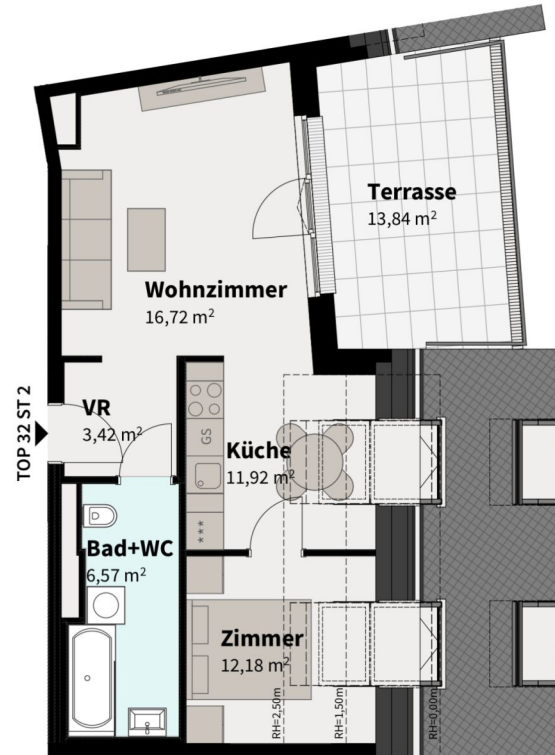 Terrasse
13,84 m²
Wohnzimmer
16,72 m²
TOP 32 ST 2
VR
3,42 m²
GS
Küche
11,92 m²
***
Bad+WC
6,57 m²
Zimmer
12,18 m²
RH=2,50m
RH=1,50m
RH=0,00m